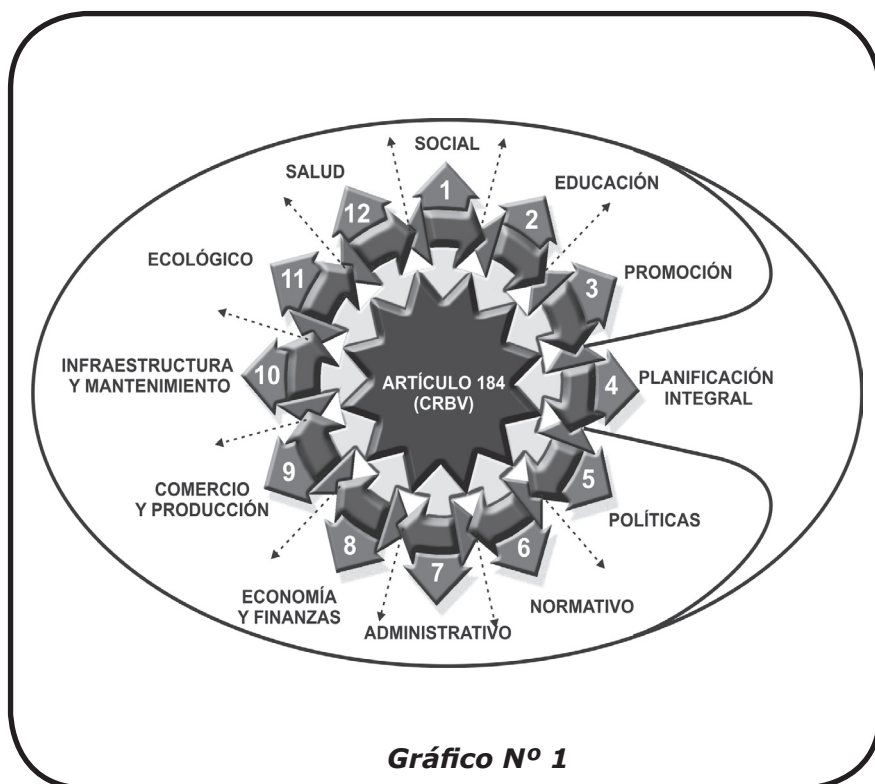 SOCIAL
1
EDUCACIÓN
2
PROMOCIÓN
3
PLANIFICACIÓN
INTEGRAL
4
POLÍTICAS
5
NORMATIVO
6
ADMINISTRATIVO
7
ECONOMÍA
Y FINANZAS
8
COMERCIO
Y PRODUCCIÓN
9
INFRAESTRUCTURA
Y MANTENIMIENTO
10
ECOLÓGICO
11
SALUD
12
ARTÍCULO 184
(CRBV)
Gráfico Nº 1